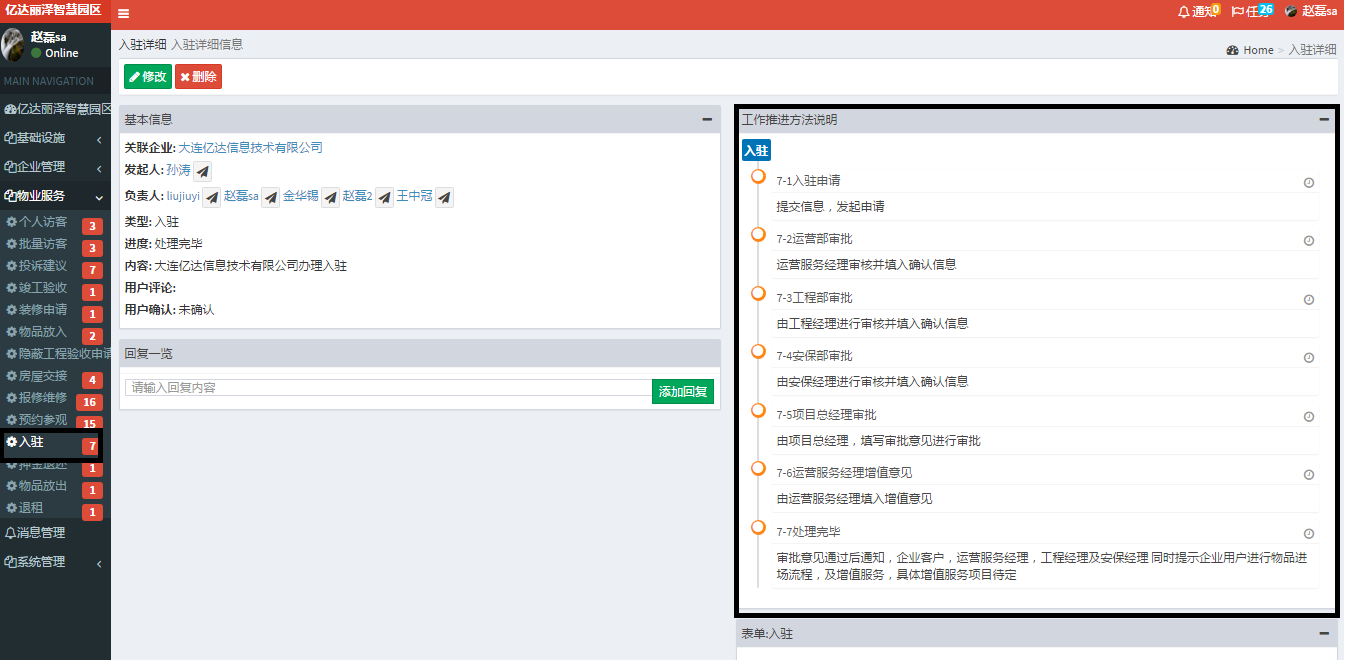 亿达丽泽智慧园区
通知 0
任务 26
赵磊sa
赵磊sa
Online
MAIN NAVIGATION
亿达丽泽智慧园区
基础设施
企业管理
物业服务
个人访客 3
批量访客 3
投诉建议 7
竣工验收 1
装修申请 1
物品放入 2
隐蔽工程验收申请
房屋交接 4
报修维修 16
预约参观 15
入驻 7
押金退还 1
物品放出 1
退租 1
消息管理
系统管理
入驻详细 入驻详细信息
Home > 入驻详细
修改 删除
基本信息
关联企业: 大连亿达信息技术有限公司
发起人: 孙涛
负责人: liujiuyi 赵磊sa 金华锡 赵磊2 王中冠
类型: 入驻
进度: 处理完毕
内容: 大连亿达信息技术有限公司办理入驻
用户评论:
用户确认: 未确认
回复一览
请输入回复内容
添加回复
工作推进方法说明
入驻
7-1入驻申请
提交信息，发起申请
7-2运营部审批
运营服务经理审核并填入确认信息
7-3工程部审批
由工程经理进行审核并填入确认信息
7-4安保部审批
由安保经理进行审核并填入确认信息
7-5项目总经理审批
由项目总经理，填写审批意见进行审批
7-6运营服务经理增值意见
由运营服务经理填入增值意见
7-7处理完毕
审批意见通过后通知，企业客户，运营服务经理，工程经理及安保经理 同时提示企业用户进行物品进
场流程，及增值服务，具体增值服务项目待定
表单:入驻